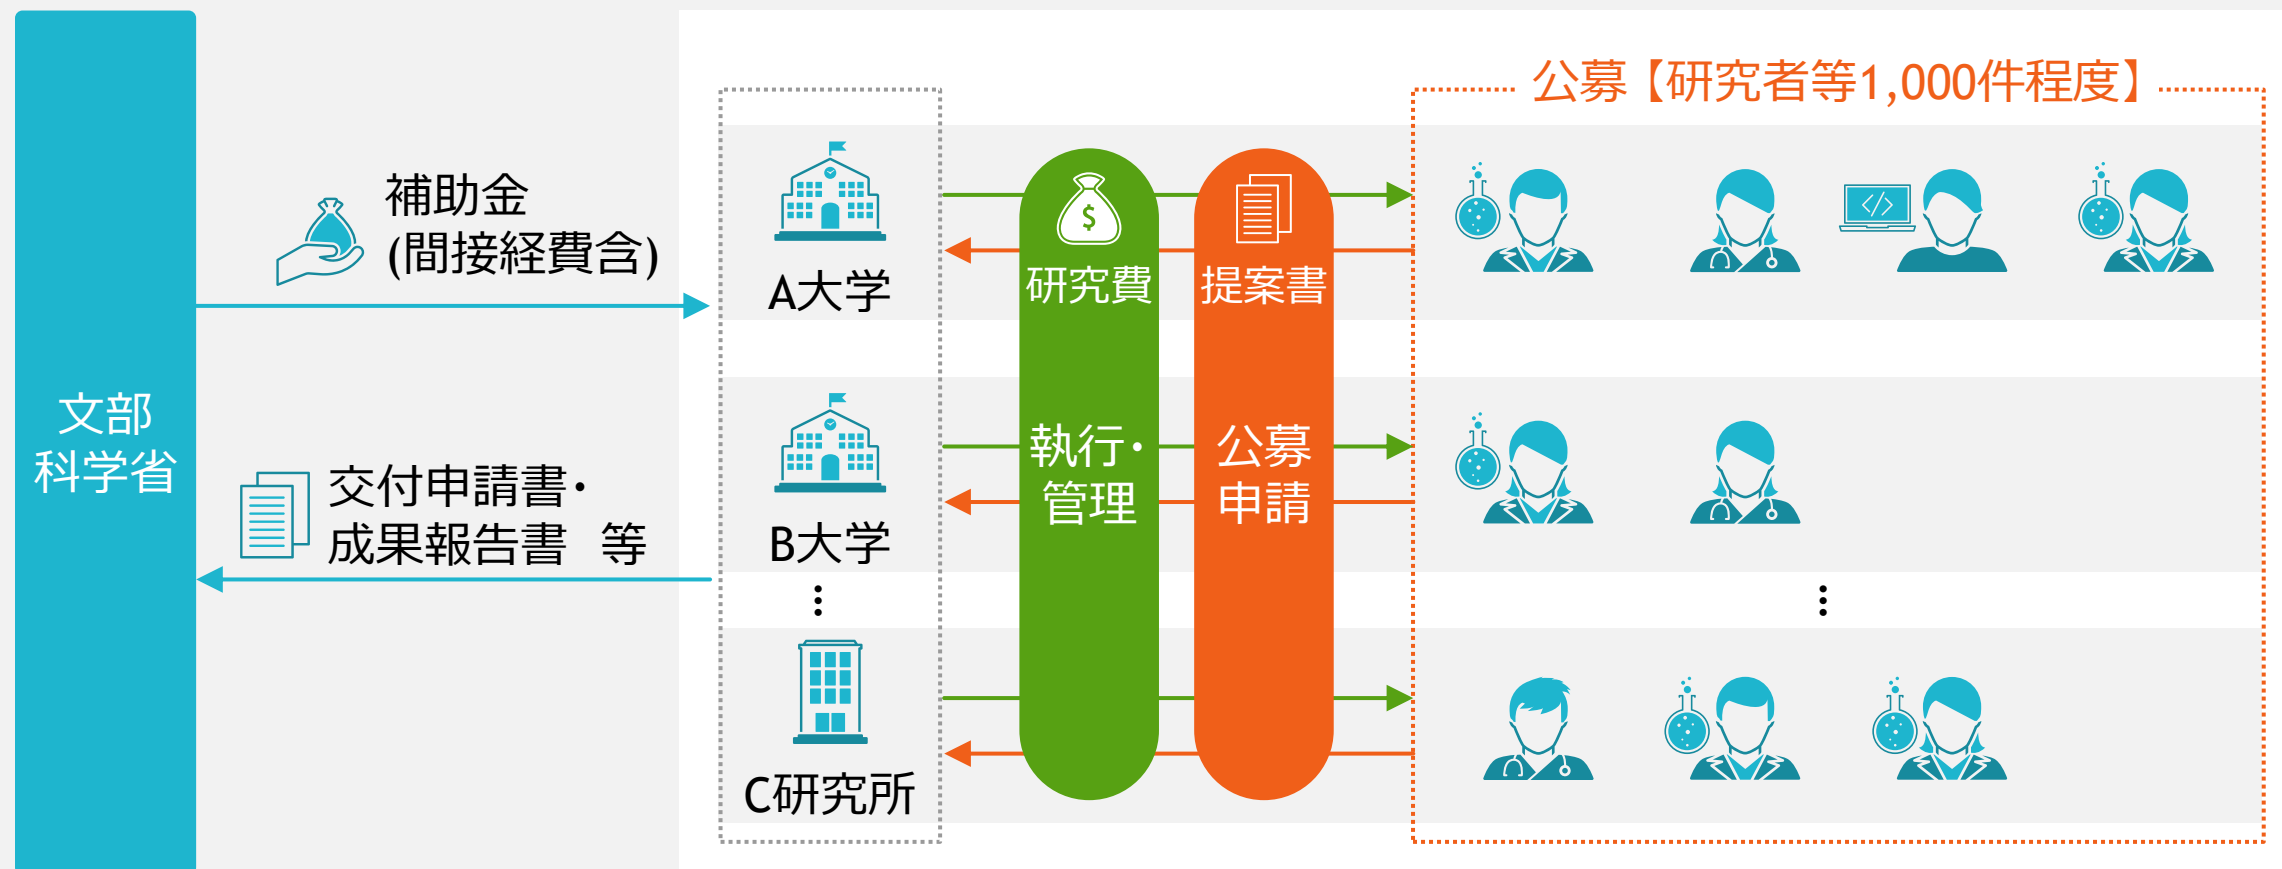 公募【研究者等1,000件程度】
補助金
(間接経費含)
A大学
研究費
提案書
文部
科学省
交付申請書・
成果報告書　等
B大学
執行・
管理
公募
申請
C研究所